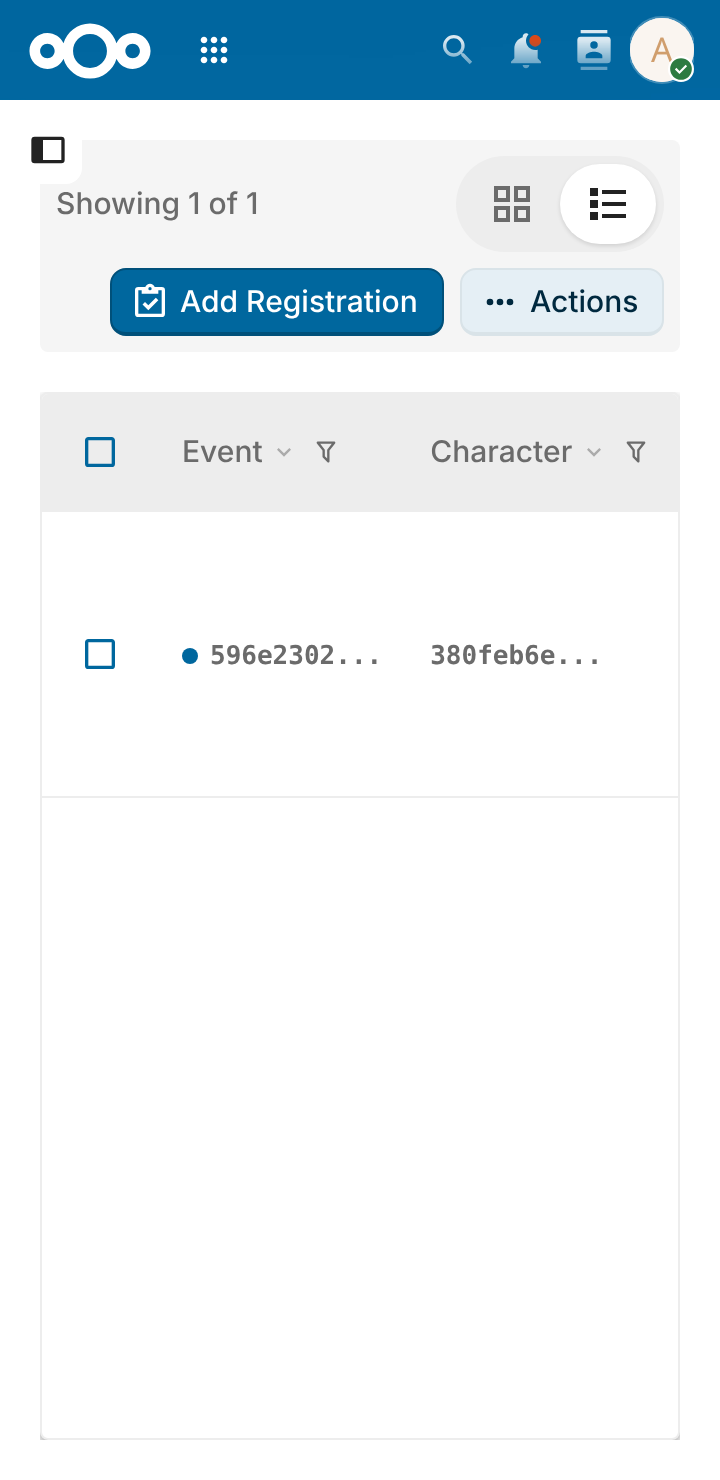 A
Showing 1 of 1
Add Registration
Actions
Event Character
596e2302... 380feb6e...